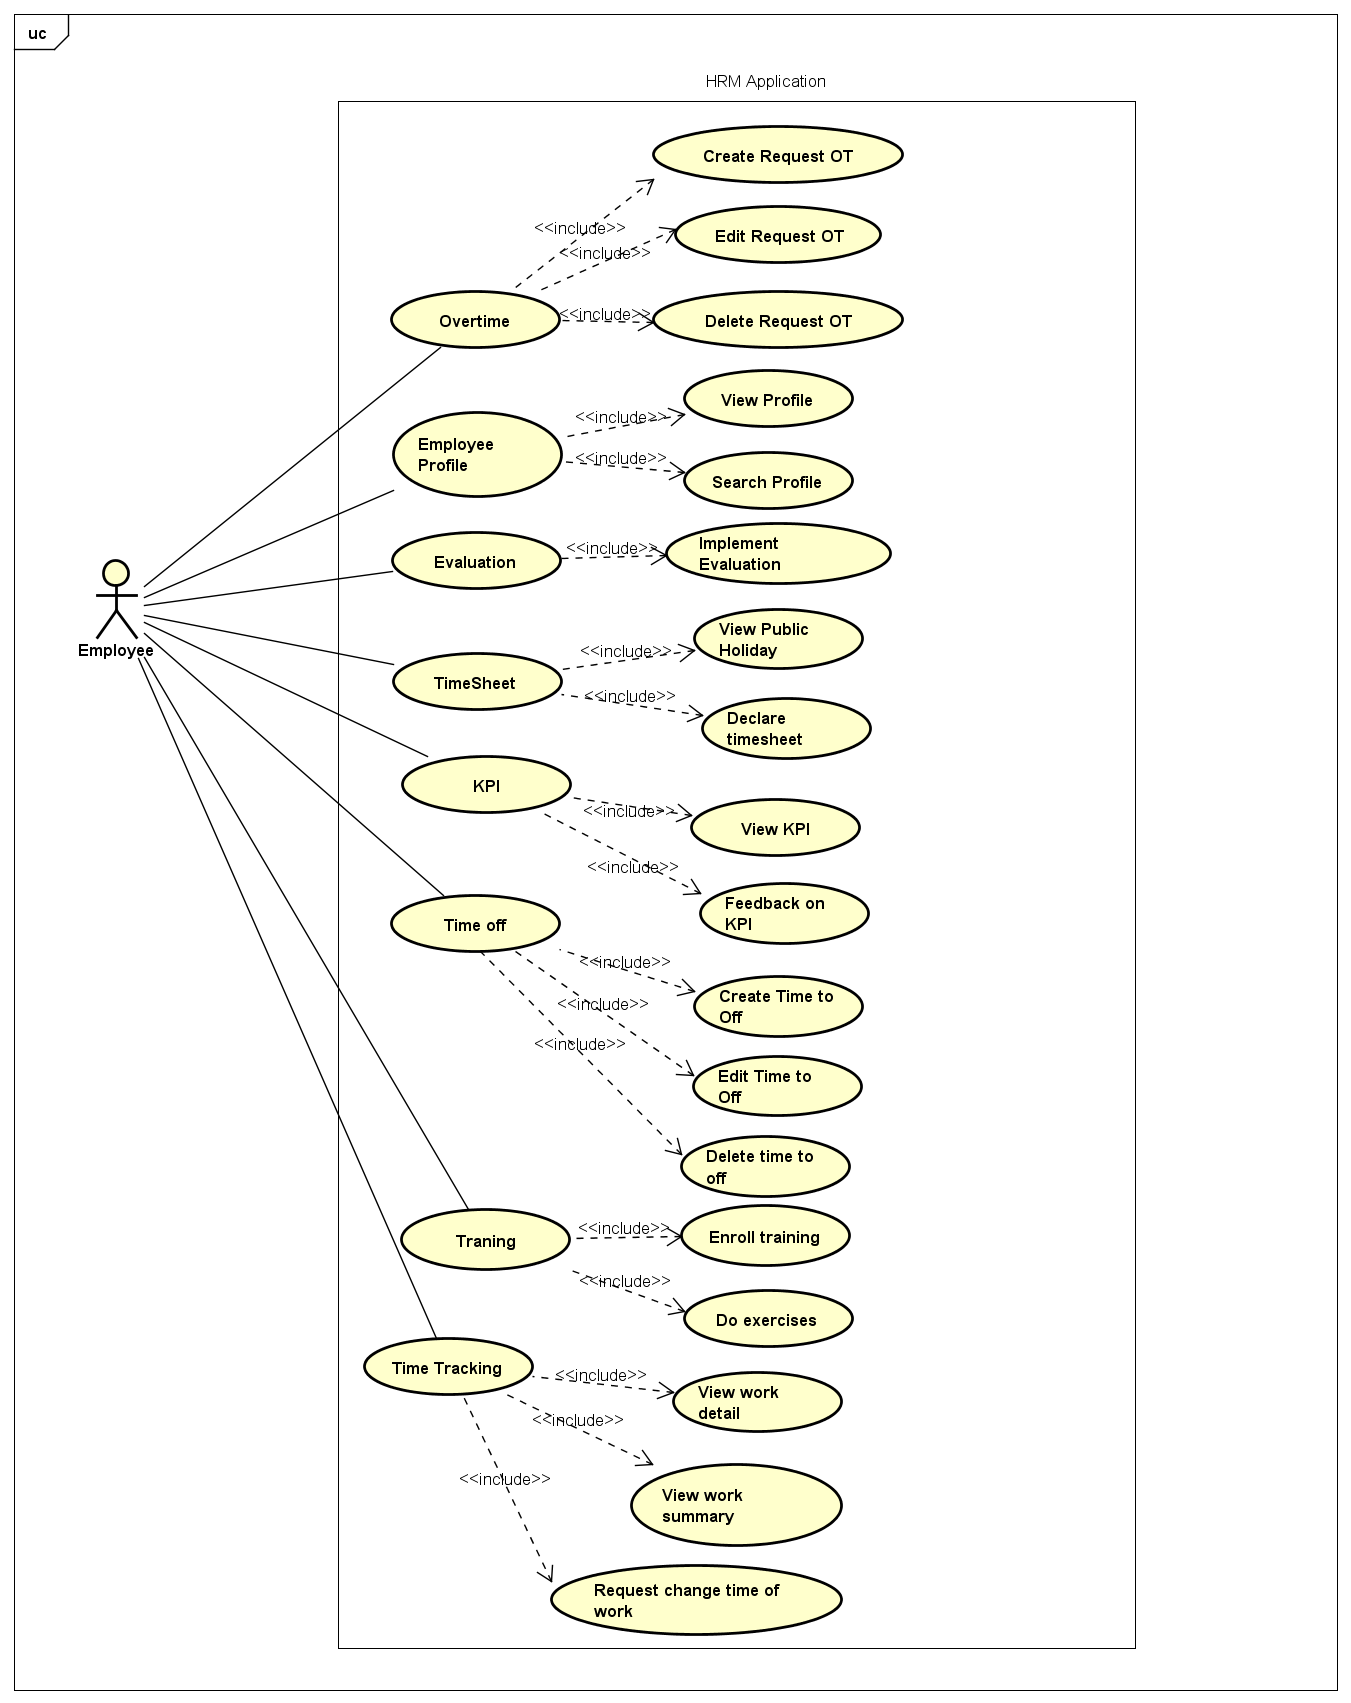 uc
HRM Application
Create Request OT
<<include>>
Edit Request OT
<<include>>
Overtime
<<include>>
Delete Request OT
View Profile
<<include>>
Employee
Profile
<<include>>
Search Profile
Evaluation
<<include>>
Implement
Evaluation
Employee
View Public
Holiday
<<include>>
TimeSheet
<<include>>
Declare
timesheet
KPI
<<include>>
View KPI
<<include>>
Feedback on
KPI
Time off
<<include>>
Create Time to
Off
<<include>>
<<include>>
Edit Time to
Off
Delete time to
off
Traning
<<include>>
Enroll training
<<include>>
Do exercises
Time Tracking
<<include>>
View work
detail
<<include>>
<<include>>
View work
summary
Request change time of
work